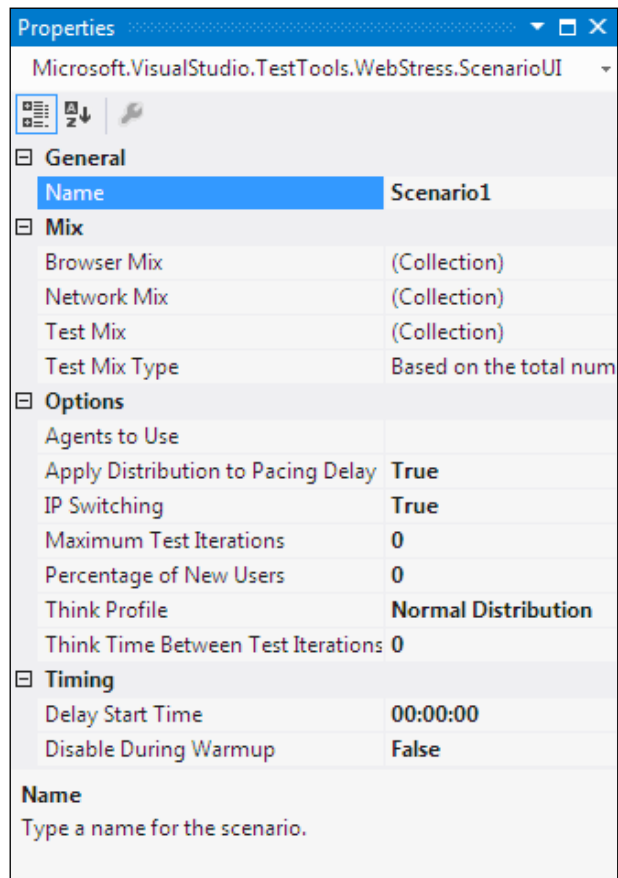 Properties
Microsoft.VisualStudio.TestTools.WebStress.ScenarioUI
General
Name Scenario1
Mix
Browser Mix (Collection)
Network Mix (Collection)
Test Mix (Collection)
Test Mix Type Based on the total num
Options
Agents to Use
Apply Distribution to Pacing Delay True
IP Switching True
Maximum Test Iterations 0
Percentage of New Users 0
Think Profile Normal Distribution
Think Time Between Test Iterations 0
Timing
Delay Start Time 00:00:00
Disable During Warmup False
Name
Type a name for the scenario.